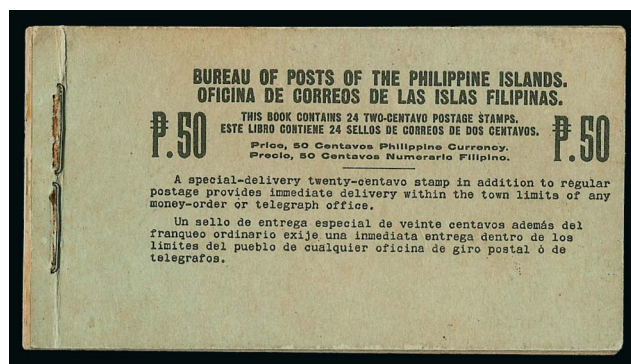 BUREAU OF POSTS OF THE PHILIPPINE ISLANDS.
OFICINA DE CORREOS DE LAS ISLAS FILIPINAS.
₱.50
THIS BOOK CONTAINS 24 TWO-CENTAVO POSTAGE STAMPS.
ESTE LIBRO CONTIENE 24 SELLOS DE CORREOS DE DOS CENTAVOS.
Price, 50 Centavos Philippine Currency.
Precio, 50 Centavos Numerario Filipino.
₱.50
A special-delivery twenty-centavo stamp in addition to regular
postage provides immediate delivery within the town limits of any
money-order or telegraph office.
Un sello de entrega especial de veinte centavos además del
franqueo ordinario exije una inmediata entrega dentro de los
limites del pueblo de cualquier oficina de giro postal ó de
telegrafos.